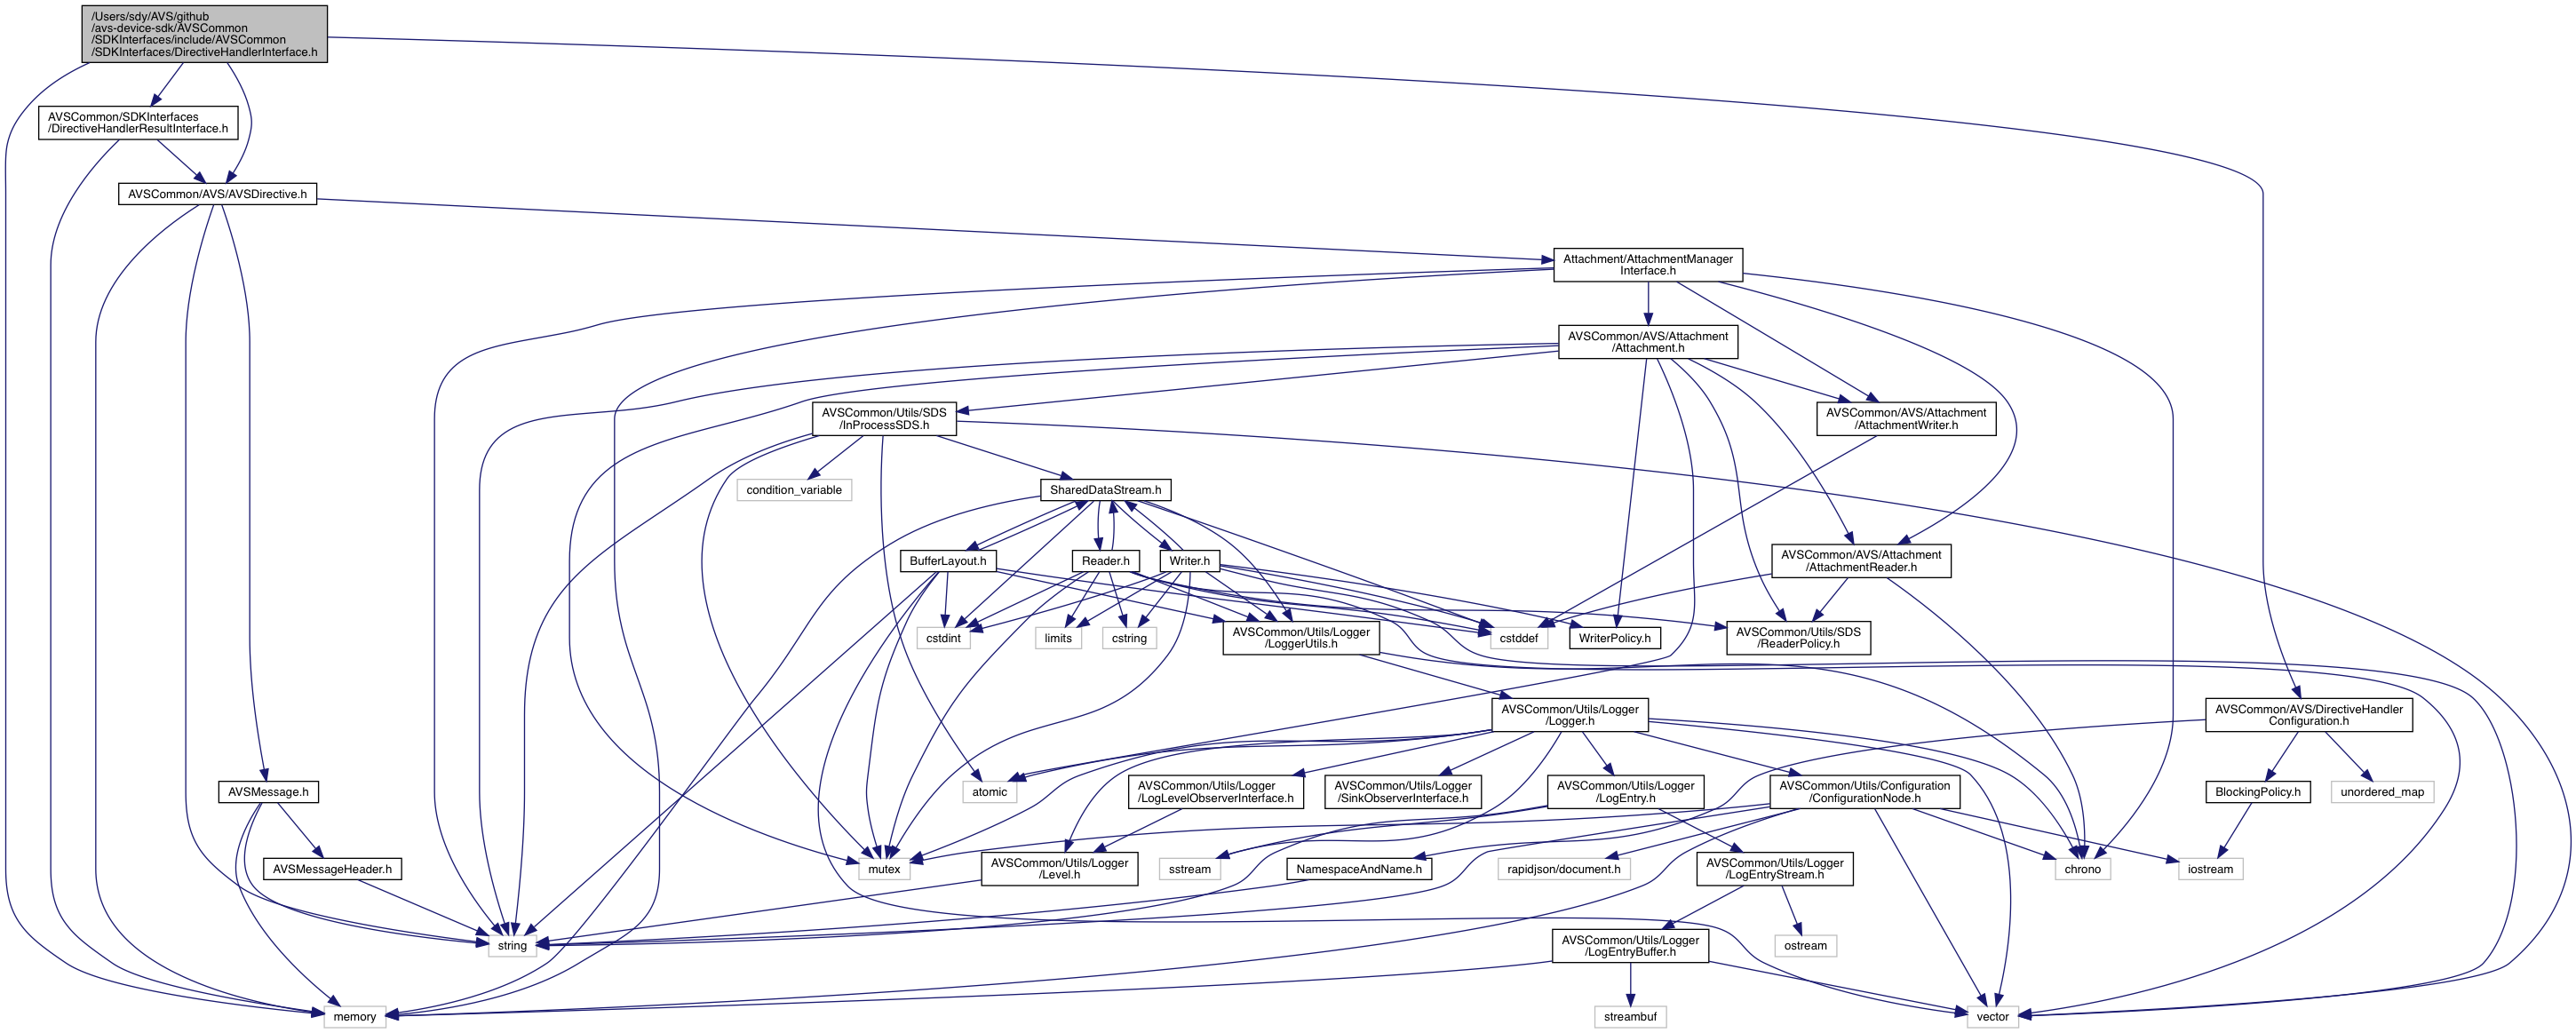 /Users/sdy/AVS/github
/avs-device-sdk/AVSCommon
/SDKInterfaces/include/AVSCommon
/SDKInterfaces/DirectiveHandlerInterface.h
AVSCommon/SDKInterfaces
/DirectiveHandlerResultInterface.h
AVSCommon/AVS/AVSDirective.h
Attachment/AttachmentManager
Interface.h
AVSCommon/AVS/Attachment
/Attachment.h
AVSCommon/Utils/SDS
/InProcessSDS.h
AVSCommon/AVS/Attachment
/AttachmentWriter.h
condition_variable
SharedDataStream.h
BufferLayout.h
Reader.h
Writer.h
AVSCommon/AVS/Attachment
/AttachmentReader.h
cstdint
limits
cstring
AVSCommon/Utils/Logger
/LoggerUtils.h
cstddef
WriterPolicy.h
AVSCommon/Utils/SDS
/ReaderPolicy.h
AVSCommon/Utils/Logger
/Logger.h
AVSCommon/AVS/DirectiveHandler
Configuration.h
AVSMessage.h
atomic
AVSCommon/Utils/Logger
/LogLevelObserverInterface.h
AVSCommon/Utils/Logger
/SinkObserverInterface.h
AVSCommon/Utils/Logger
/LogEntry.h
AVSCommon/Utils/Configuration
/ConfigurationNode.h
BlockingPolicy.h
unordered_map
AVSMessageHeader.h
mutex
AVSCommon/Utils/Logger
/Level.h
sstream
NamespaceAndName.h
rapidjson/document.h
AVSCommon/Utils/Logger
/LogEntryStream.h
chrono
iostream
string
AVSCommon/Utils/Logger
/LogEntryBuffer.h
ostream
memory
streambuf
vector